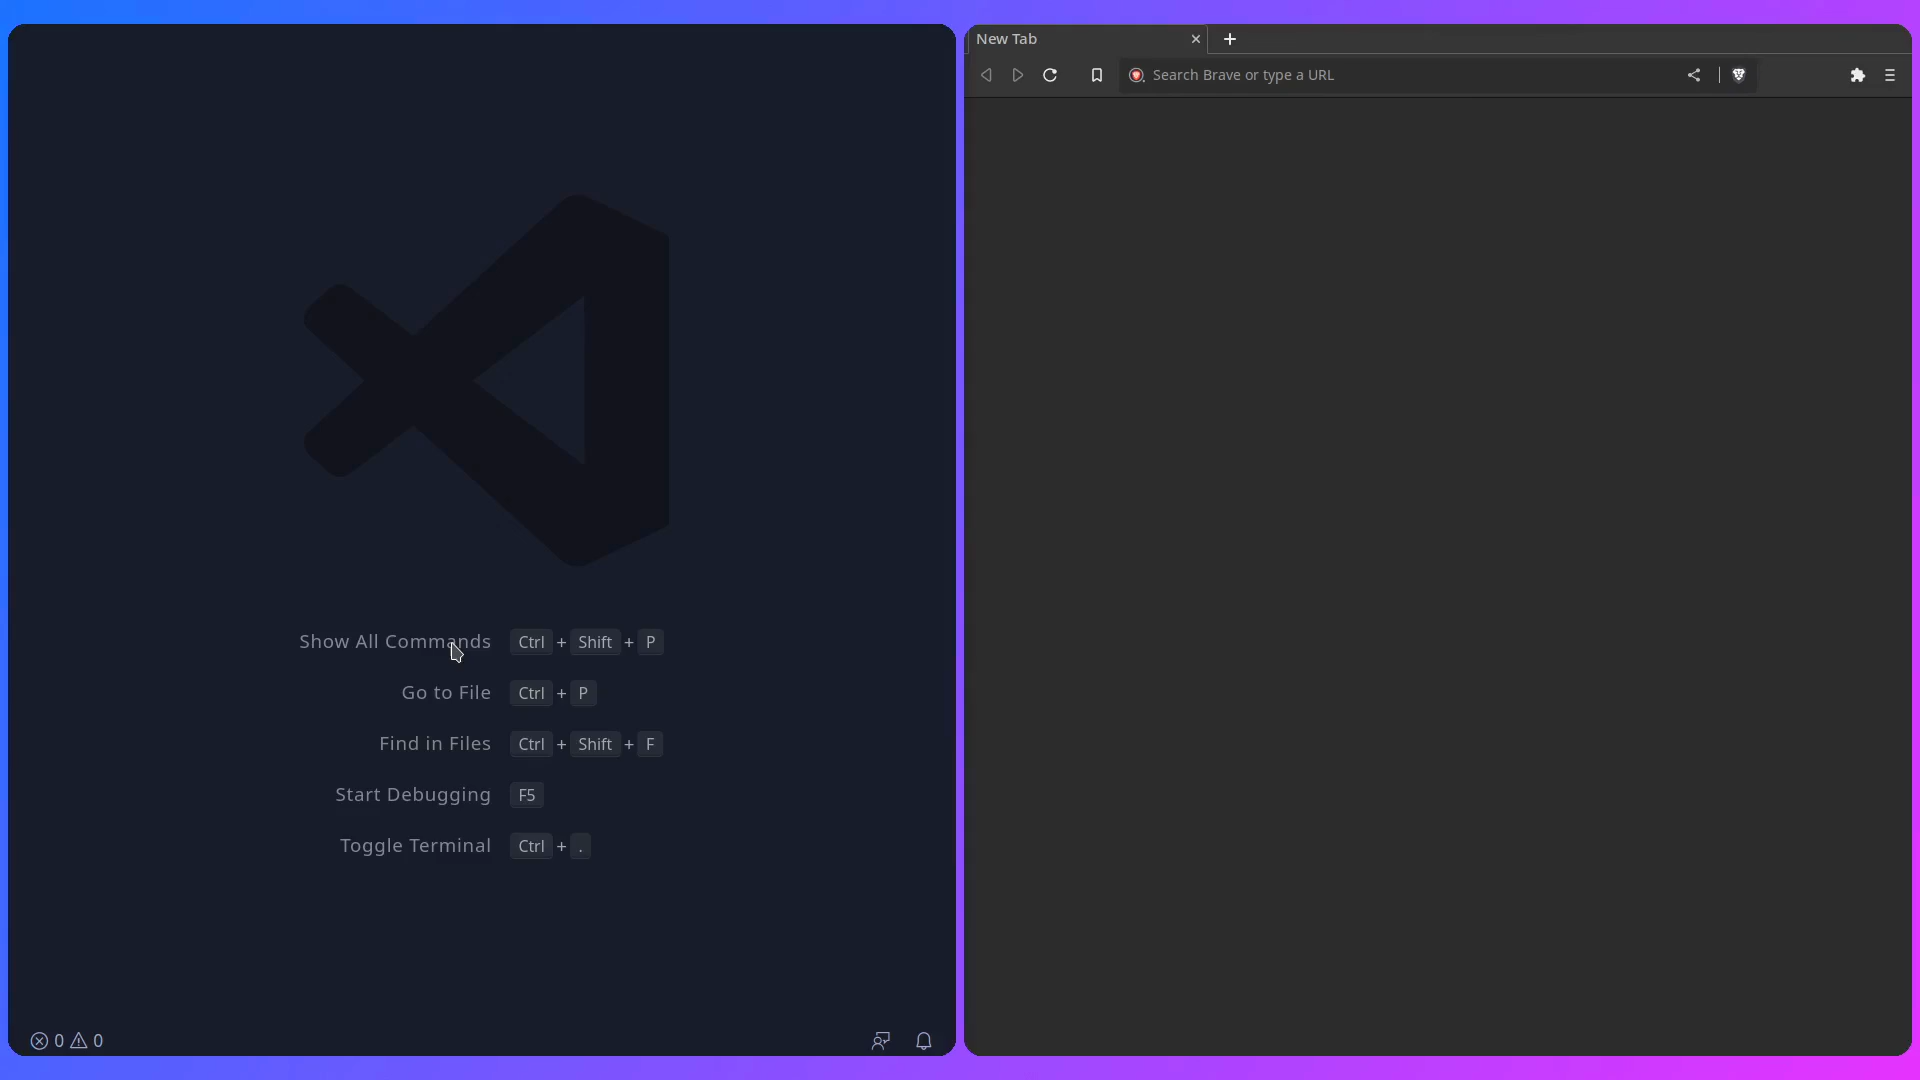 New Tab
Search Brave or type a URL
Show All Commands Ctrl + Shift + P
Go to File Ctrl + P
Find in Files Ctrl + Shift + F
Start Debugging F5
Toggle Terminal Ctrl + .
0 0